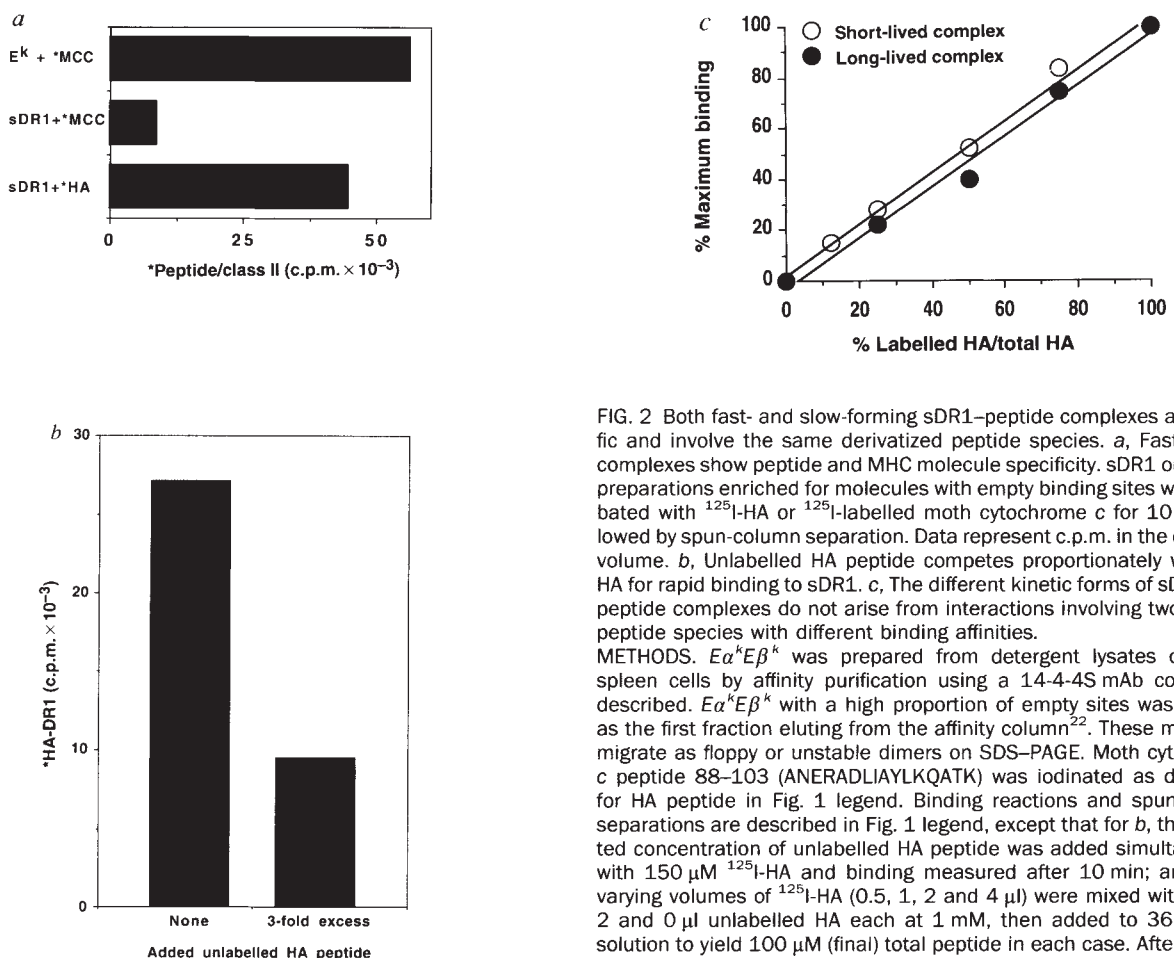 a
E^k + *MCC
sDR1+*MCC
sDR1+*HA
0 25 50
*Peptide/class II (c.p.m. × 10⁻³)
c
Short-lived complex
Long-lived complex
% Maximum binding
100
80
60
40
20
0
0 20 40 60 80 100
% Labelled HA/total HA
b
30
20
10
0
*HA-DR1 (c.p.m. × 10⁻³)
None 3-fold excess
Added unlabelled HA peptide
FIG. 2 Both fast- and slow-forming sDR1–peptide complexes a
fic and involve the same derivatized peptide species. a, Fast
complexes show peptide and MHC molecule specificity. sDR1 o
preparations enriched for molecules with empty binding sites w
bated with ¹²⁵I-HA or ¹²⁵I-labelled moth cytochrome c for 10
lowed by spun-column separation. Data represent c.p.m. in the
volume. b, Unlabelled HA peptide competes proportionately
HA for rapid binding to sDR1. c, The different kinetic forms of sD
peptide complexes do not arise from interactions involving two
peptide species with different binding affinities.
METHODS. Eα^kEβ^k was prepared from detergent lysates
spleen cells by affinity purification using a 14-4-4S mAb co
described. Eα^kEβ^k with a high proportion of empty sites was
as the first fraction eluting from the affinity column²². These m
migrate as floppy or unstable dimers on SDS–PAGE. Moth cyt
c peptide 88–103 (ANERADLIAYLKQATK) was iodinated as d
for HA peptide in Fig. 1 legend. Binding reactions and spun
separations are described in Fig. 1 legend, except that for b, th
ted concentration of unlabelled HA peptide was added simulta
with 150 μM ¹²⁵I-HA and binding measured after 10 min; a
varying volumes of ¹²⁵I-HA (0.5, 1, 2 and 4 μl) were mixed wit
2 and 0 μl unlabelled HA each at 1 mM, then added to 36
solution to yield 100 μM (final) total peptide in each case. After